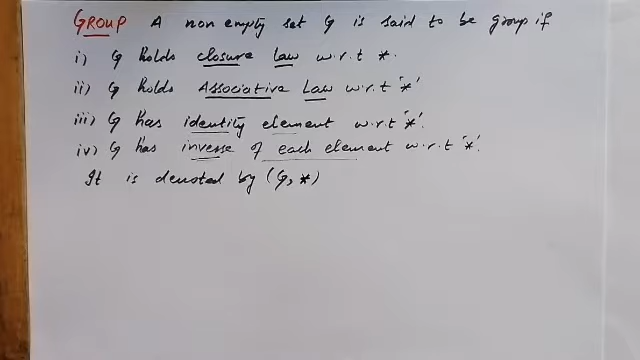 GROUP A non empty set G is said to be group if
i) G holds closure law w.r.t *.
ii) G holds Associative Law w.r.t '*'
iii) G has identity element w.r.t '*'.
iv) G has inverse of each element w.r.t '*'.
It is denoted by (G, *)